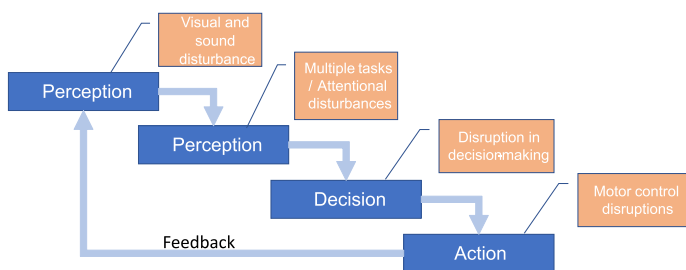 Visual and
sound
disturbance
Perception
Multiple tasks
/ Attentional
disturbances
Perception
Disruption in
decision-making
Decision
Motor control
disruptions
Feedback
Action